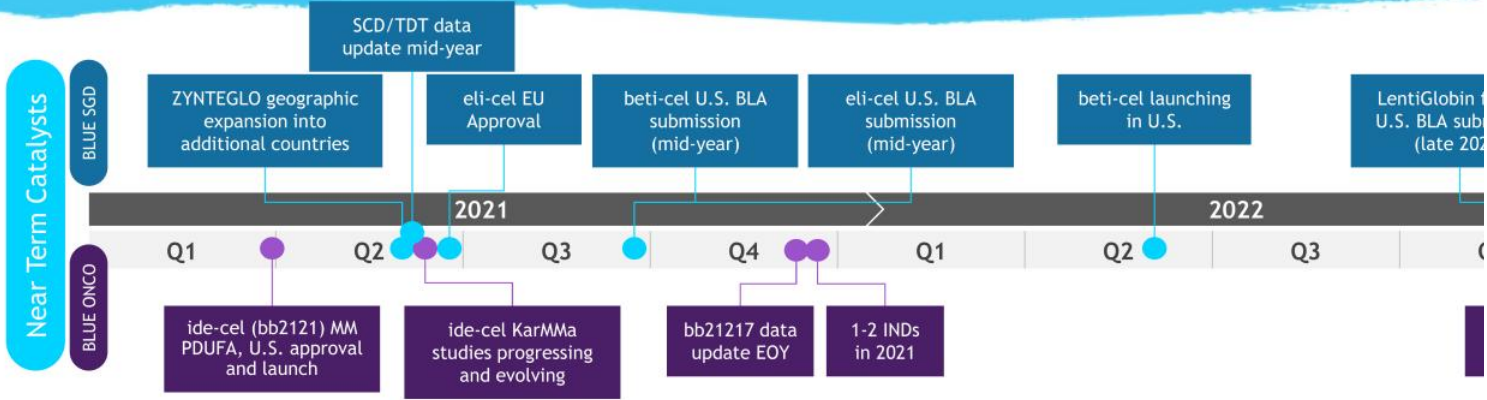 Near Term Catalysts
BLUE SGD
BLUE ONCO
SCD/TDT data
update mid-year
ZYNTEGLO geographic
expansion into
additional countries
eli-cel EU
Approval
beti-cel U.S. BLA
submission
(mid-year)
eli-cel U.S. BLA
submission
(mid-year)
beti-cel launching
in U.S.
LentiGlobin
U.S. BLA
(late
2021
2022
Q1
Q2
Q3
Q4
Q1
Q2
Q3
ide-cel (bb2121) MM
PDUFA, U.S. approval
and launch
ide-cel KarMMa
studies progressing
and evolving
bb21217 data
update EOY
1-2 INDs
in 2021